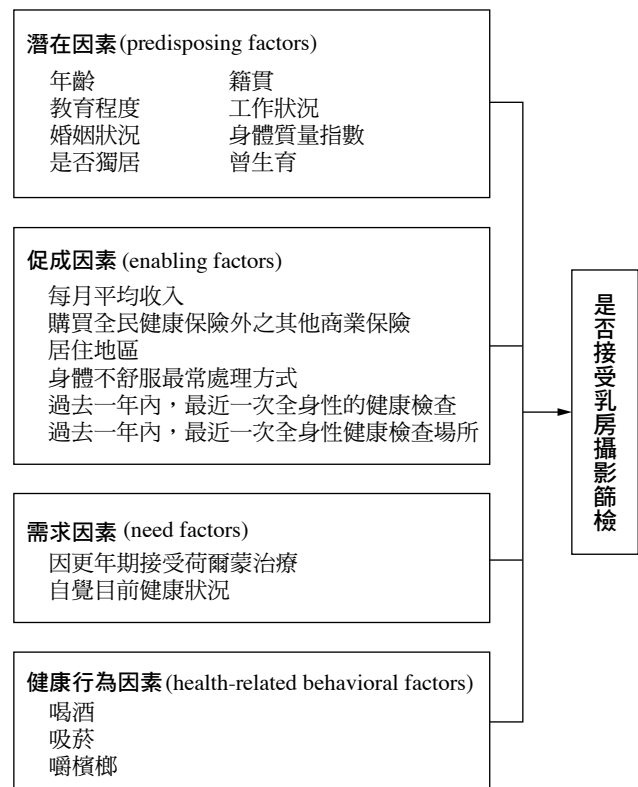 潛在因素 (predisposing factors)
年齡 籍貫
教育程度 工作狀況
婚姻狀況 身體質量指數
是否獨居 曾生育
促成因素 (enabling factors)
每月平均收入
購買全民健康保險外之其他商業保險
居住地區
身體不舒服最常處理方式
過去一年內，最近一次全身性的健康檢查
過去一年內，最近一次全身性健康檢查場所
需求因素 (need factors)
因更年期接受荷爾蒙治療
自覺目前健康狀況
健康行為因素 (health-related behavioral factors)
喝酒
吸菸
嚼檳榔
是否接受乳房攝影篩檢